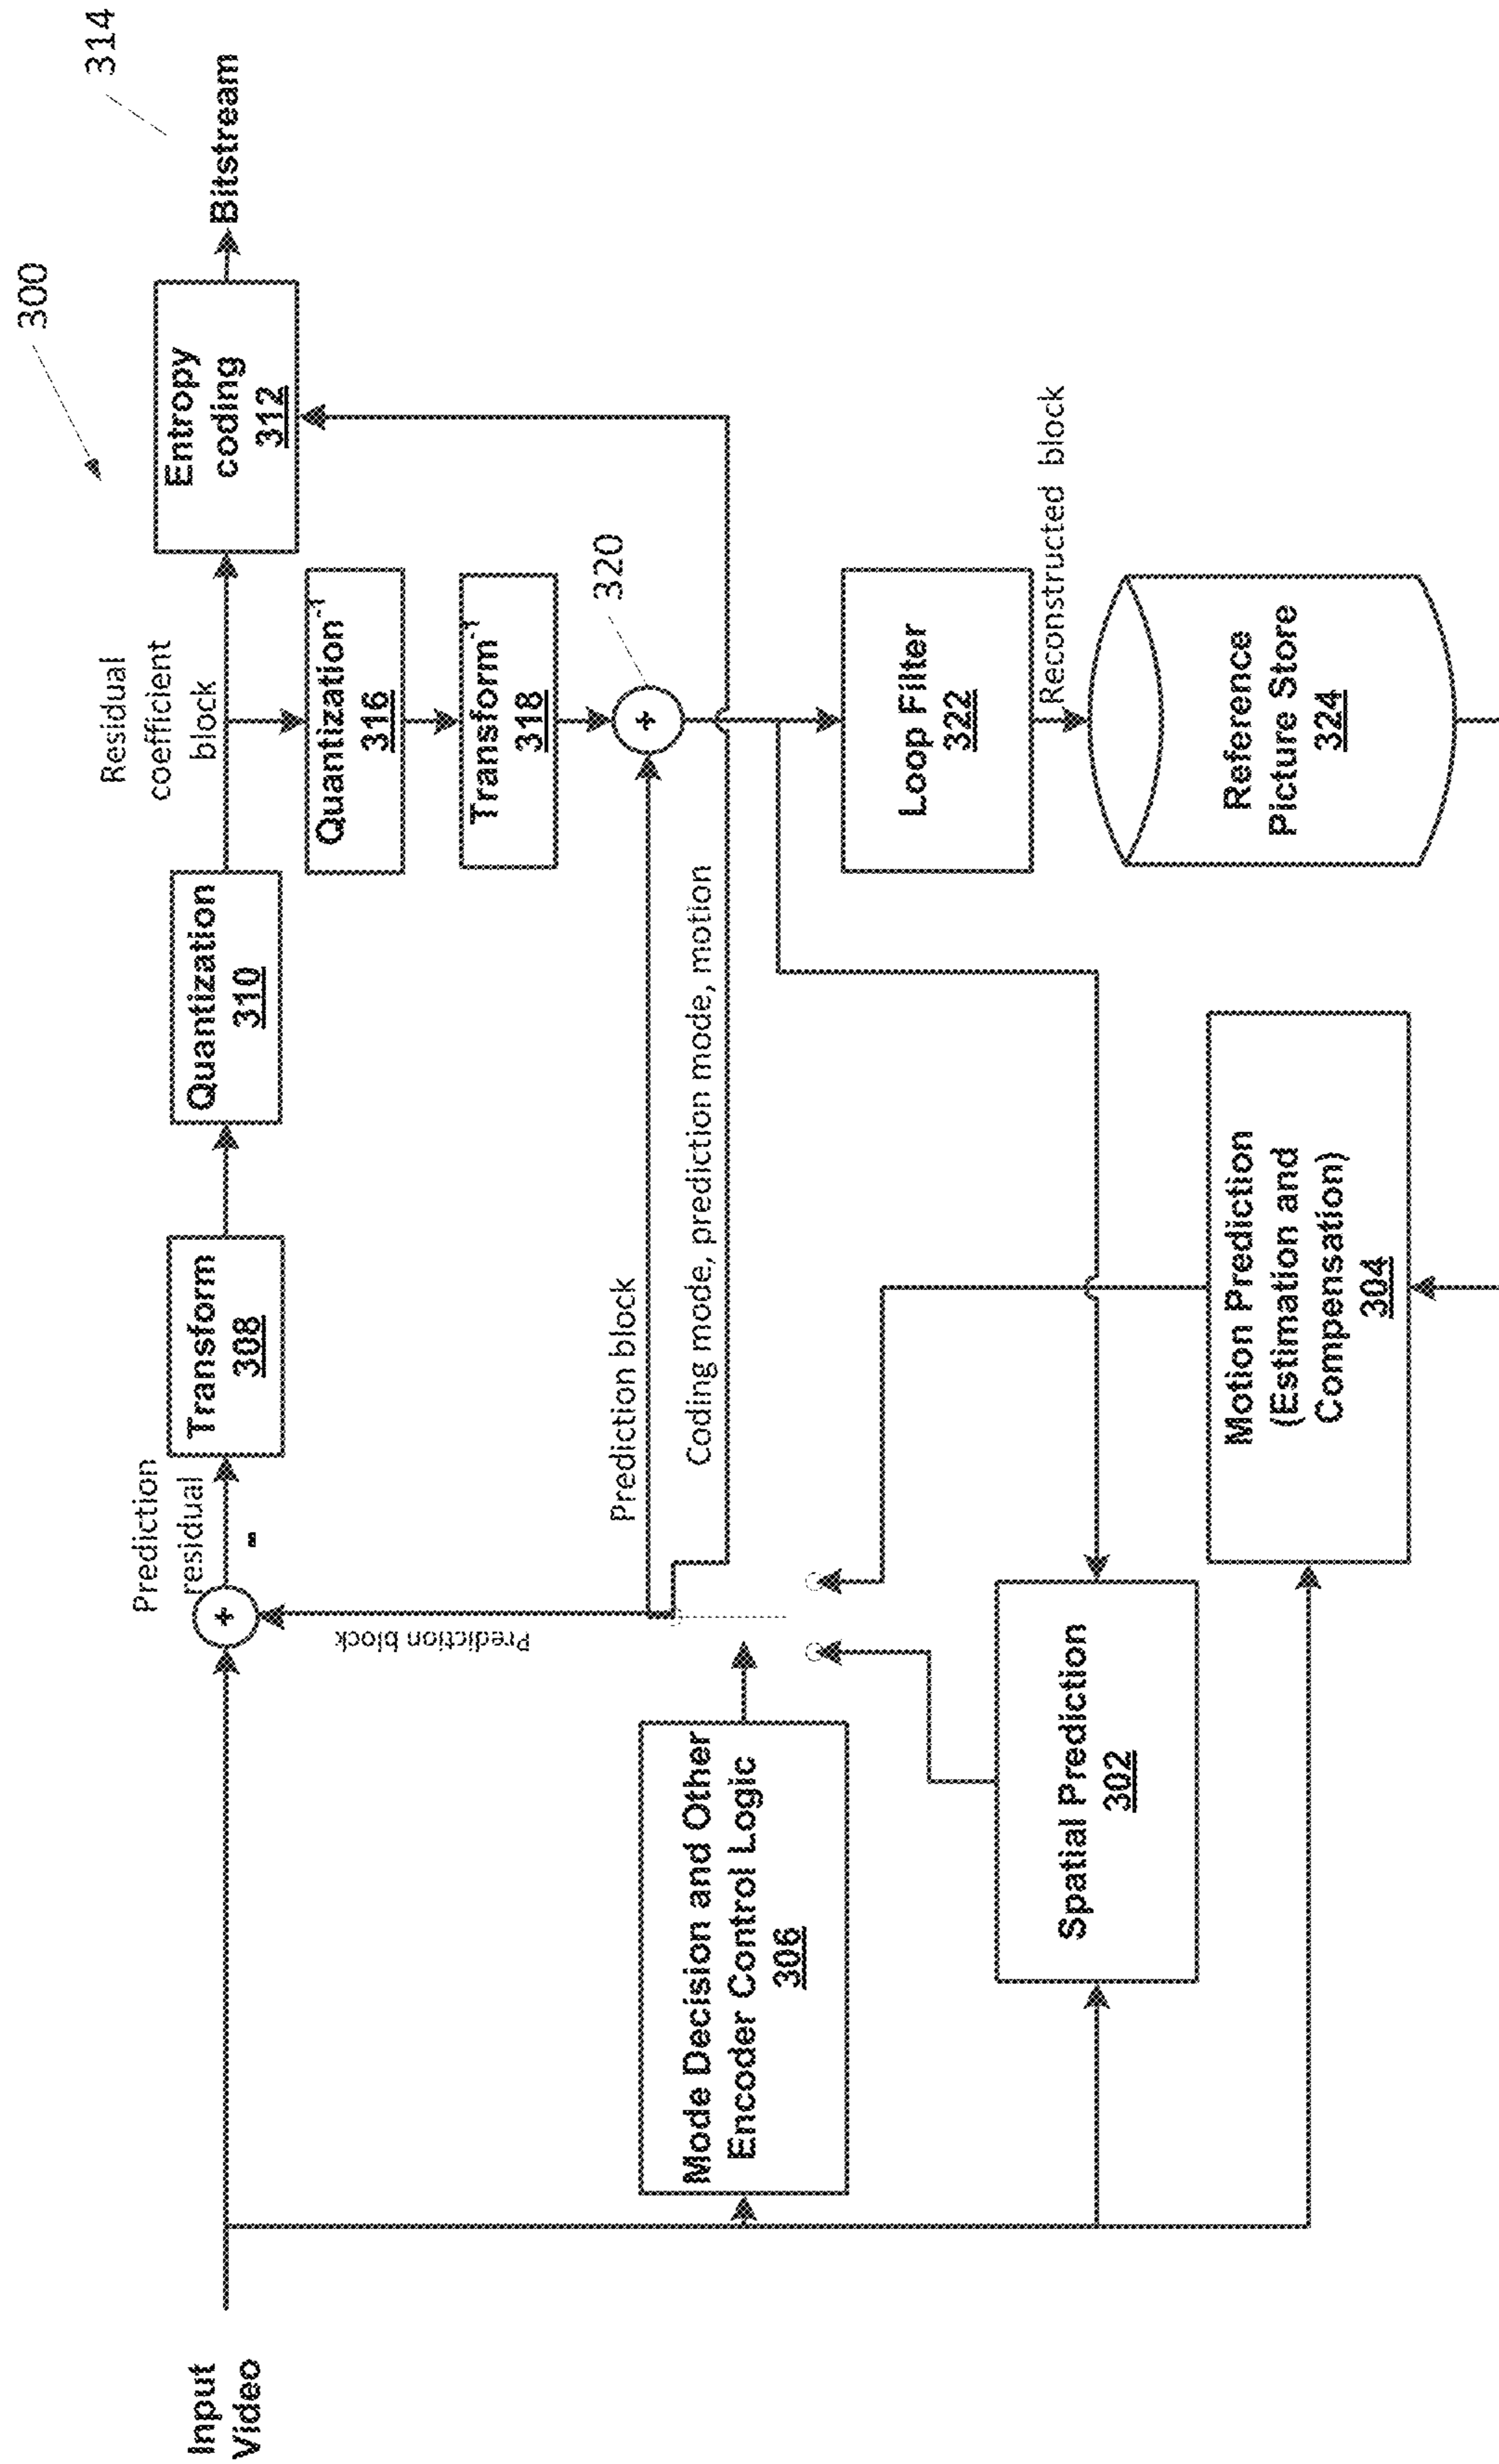 300
314
Input
Video
Prediction
residual
+
-
Transform
308
Quantization
310
Residual
coefficient
block
Entropy
coding
312
Bitstream
Prediction block
Quantization⁻¹
316
Transform⁻¹
318
+
320
Prediction block
Coding mode, prediction mode, motion
Mode Decision and Other
Encoder Control Logic
306
Spatial Prediction
302
Motion Prediction
(Estimation and
Compensation)
304
Loop Filter
322
Reconstructed block
Reference
Picture Store
324